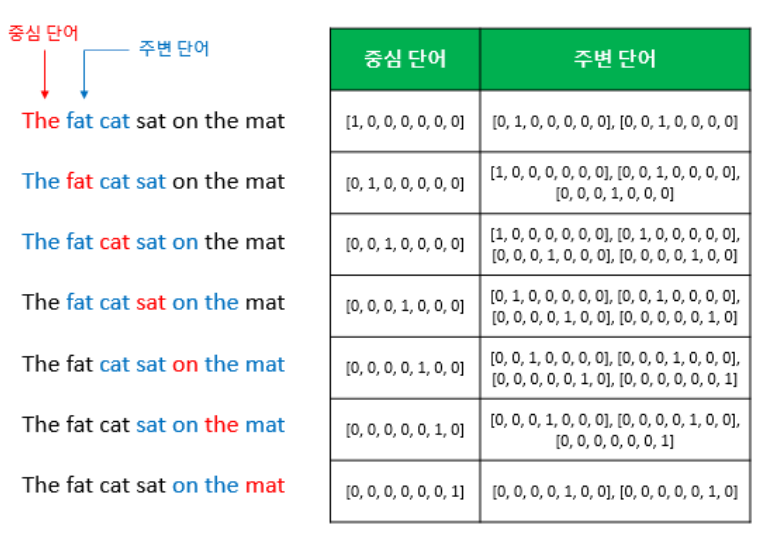 중심 단어
주변 단어
The fat cat sat on the mat
The fat cat sat on the mat
The fat cat sat on the mat
The fat cat sat on the mat
The fat cat sat on the mat
The fat cat sat on the mat
The fat cat sat on the mat
중심 단어 주변 단어
[1, 0, 0, 0, 0, 0, 0] [0, 1, 0, 0, 0, 0, 0], [0, 0, 1, 0, 0, 0, 0]
[0, 1, 0, 0, 0, 0, 0] [1, 0, 0, 0, 0, 0, 0], [0, 0, 1, 0, 0, 0, 0],
[0, 0, 0, 1, 0, 0, 0]
[0, 0, 1, 0, 0, 0, 0] [1, 0, 0, 0, 0, 0, 0], [0, 1, 0, 0, 0, 0, 0],
[0, 0, 0, 1, 0, 0, 0], [0, 0, 0, 0, 1, 0, 0]
[0, 0, 0, 1, 0, 0, 0] [0, 1, 0, 0, 0, 0, 0], [0, 0, 1, 0, 0, 0, 0],
[0, 0, 0, 0, 1, 0, 0], [0, 0, 0, 0, 0, 1, 0]
[0, 0, 0, 0, 1, 0, 0] [0, 0, 1, 0, 0, 0, 0], [0, 0, 0, 1, 0, 0, 0],
[0, 0, 0, 0, 0, 1, 0], [0, 0, 0, 0, 0, 0, 1]
[0, 0, 0, 0, 0, 1, 0] [0, 0, 0, 1, 0, 0, 0], [0, 0, 0, 0, 1, 0, 0],
[0, 0, 0, 0, 0, 0, 1]
[0, 0, 0, 0, 0, 0, 1] [0, 0, 0, 0, 1, 0, 0], [0, 0, 0, 0, 0, 1, 0]